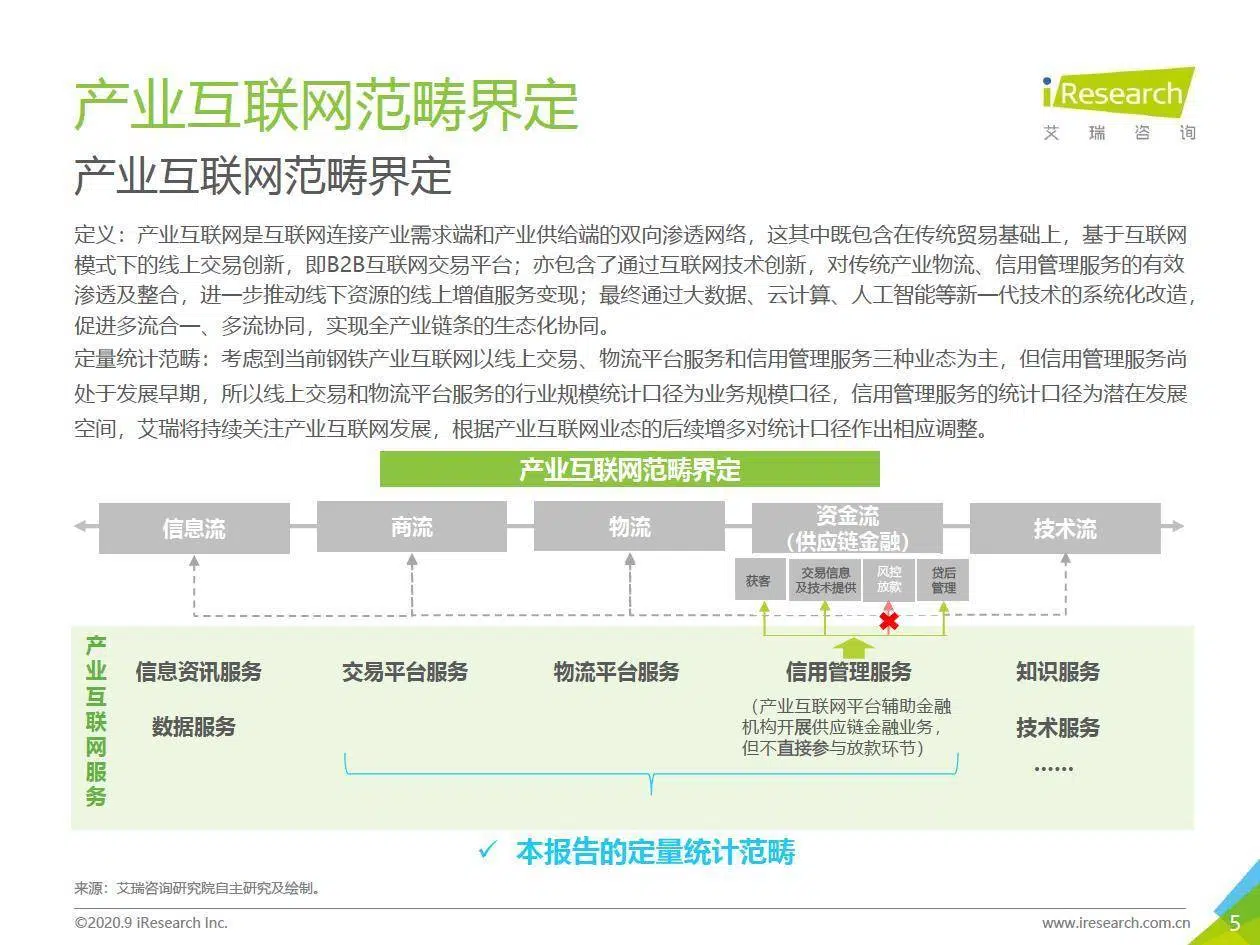 产业互联网范畴界定
iResearch
艾瑞咨询
产业互联网范畴界定
定义：产业互联网是互联网连接产业需求端和产业供给端的双向渗透网络，这其中既包含在传统贸易基础上，基于互联网
模式下的线上交易创新，即B2B互联网交易平台；亦包含了通过互联网技术创新，对传统产业物流、信用管理服务的有效
渗透及整合，进一步推动线下资源的线上增值服务变现；最终通过大数据、云计算、人工智能等新一代技术的系统化改造，
促进多流合一、多流协同，实现全产业链条的生态化协同。
定量统计范畴：考虑到当前钢铁产业互联网以线上交易、物流平台服务和信用管理服务三种业态为主，但信用管理服务尚
处于发展早期，所以线上交易和物流平台服务的行业规模统计口径为业务规模口径，信用管理服务的统计口径为潜在发展
空间，艾瑞将持续关注产业互联网发展，根据产业互联网业态的后续增多对统计口径作出相应调整。
产业互联网范畴界定
信息流
商流
物流
资金流
（供应链金融）
技术流
获客
交易信息
及技术提供
风控
放款
贷后
管理
产业互联网服务
信息资讯服务
数据服务
交易平台服务
物流平台服务
信用管理服务
（产业互联网平台辅助金融
机构开展供应链金融业务，
但不直接参与放款环节）
知识服务
技术服务
……
✓ 本报告的定量统计范畴
来源：艾瑞咨询研究院自主研究及绘制。
©2020.9 iResearch Inc.
www.iresearch.com.cn
5